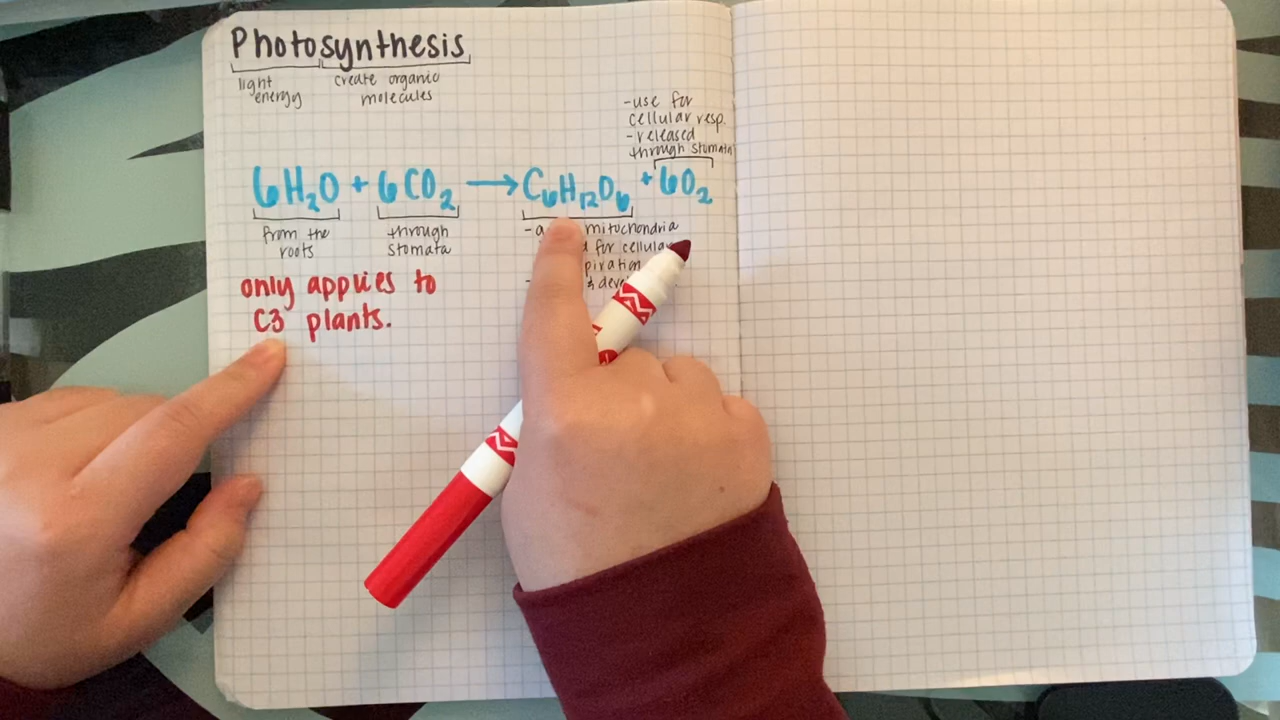 Photosynthesis
light
energy
create organic
molecules
-use for
cellular resp.
-released
through stomata
6H₂O + 6CO₂ → C₆H₁₂O₆ + 6O₂
from the
roots
through
stomata
mitochondria
for cellular
only applies to
C3 plants.